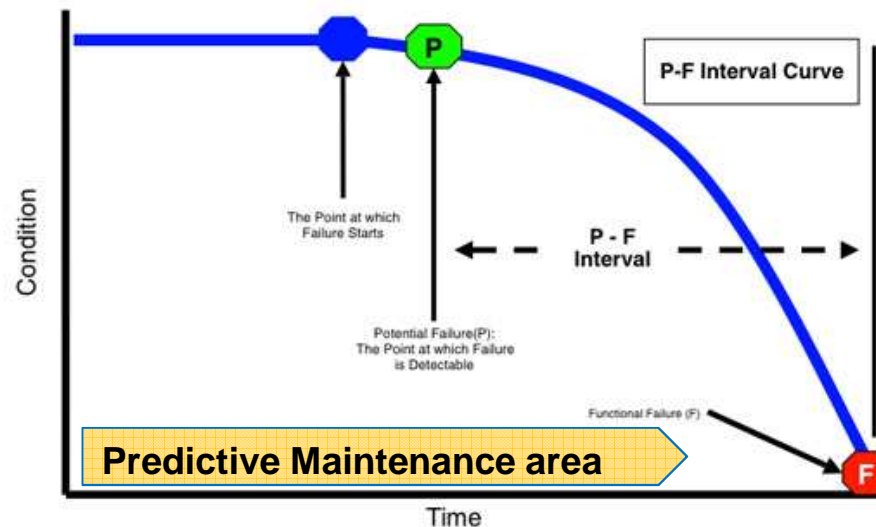 P
P-F Interval Curve
The Point at which
Failure Starts
P - F
Interval
Condition
Potential Failure(P):
The Point at which Failure
is Detectable
Functional Failure (F)
Predictive Maintenance area
F
Time